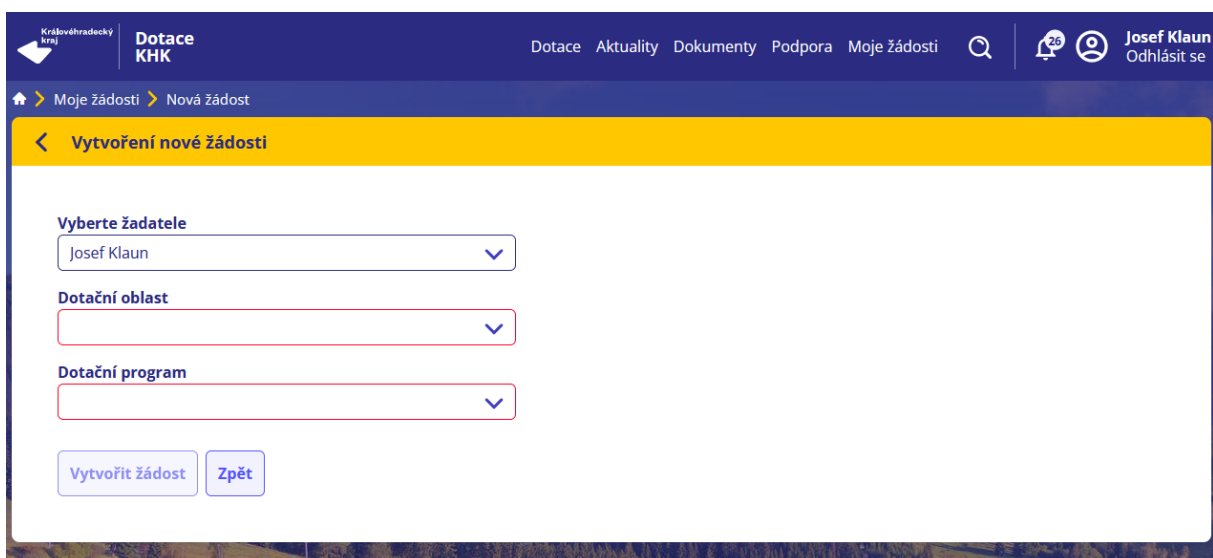 Královéhradecký
kraj
Dotace
KHK
Dotace Aktuality Dokumenty Podpora Moje žádosti
26
Josef Klaun
Odhlásit se
Moje žádosti Nová žádost
Vytvoření nové žádosti
Vyberte žadatele
Josef Klaun
Dotační oblast
Dotační program
Vytvořit žádost Zpět